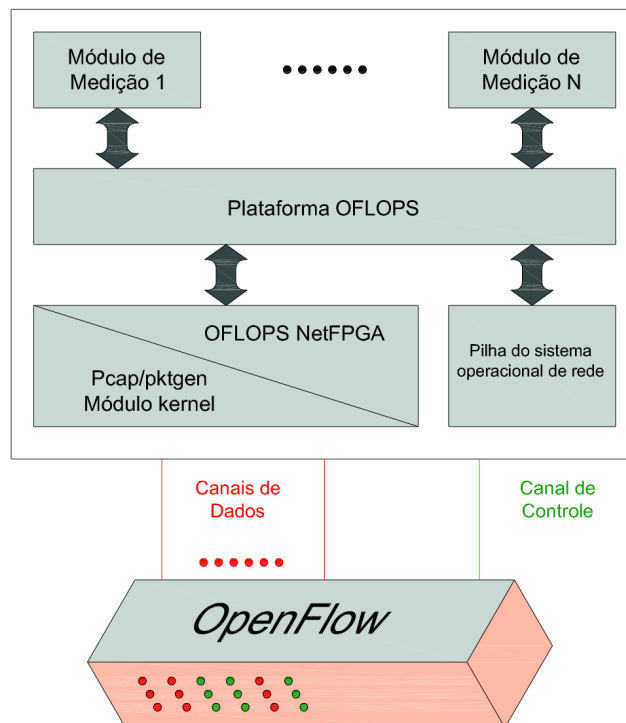 Módulo de
Medição 1
Módulo de
Medição N
Plataforma OFLOPS
OFLOPS NetFPGA
Pcap/pktgen
Módulo kernel
Pilha do sistema
operacional de rede
Canais de
Dados
Canal de
Controle
OpenFlow